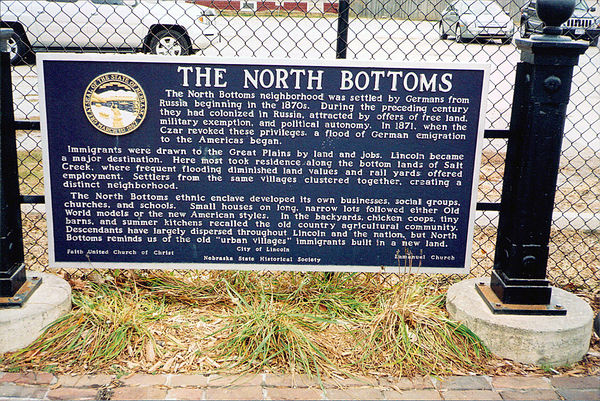 THE NORTH BOTTOMS
The North Bottoms neighborhood was settled by Germans from
Russia beginning in the 1870s. During the preceding century
they had colonized in Russia, attracted by offers of free land,
military exemption, and political autonomy. In 1871, when the
Czar revoked these privileges, a flood of German emigration
to the Americas began.
Immigrants were drawn to the Great Plains by land and jobs. Lincoln became
a major destination. Here most took residence along the bottom lands of Salt
Creek, where frequent flooding diminished land values and rail yards offered
employment. Settlers from the same villages clustered together, creating a
distinct neighborhood.
The North Bottoms ethnic enclave developed its own businesses, social groups,
churches, and schools. Small houses on long, narrow lots followed either Old
World models or the new American styles. In the backyards, chicken coops, tiny
barns, and summer kitchens recalled the old country agricultural community.
Descendants have largely dispersed throughout Lincoln and the nation, but North
Bottoms reminds us of the old "urban villages" immigrants built in a new land.
City of Lincoln
Faith United Church of Christ Nebraska State Historical Society Immanuel Church